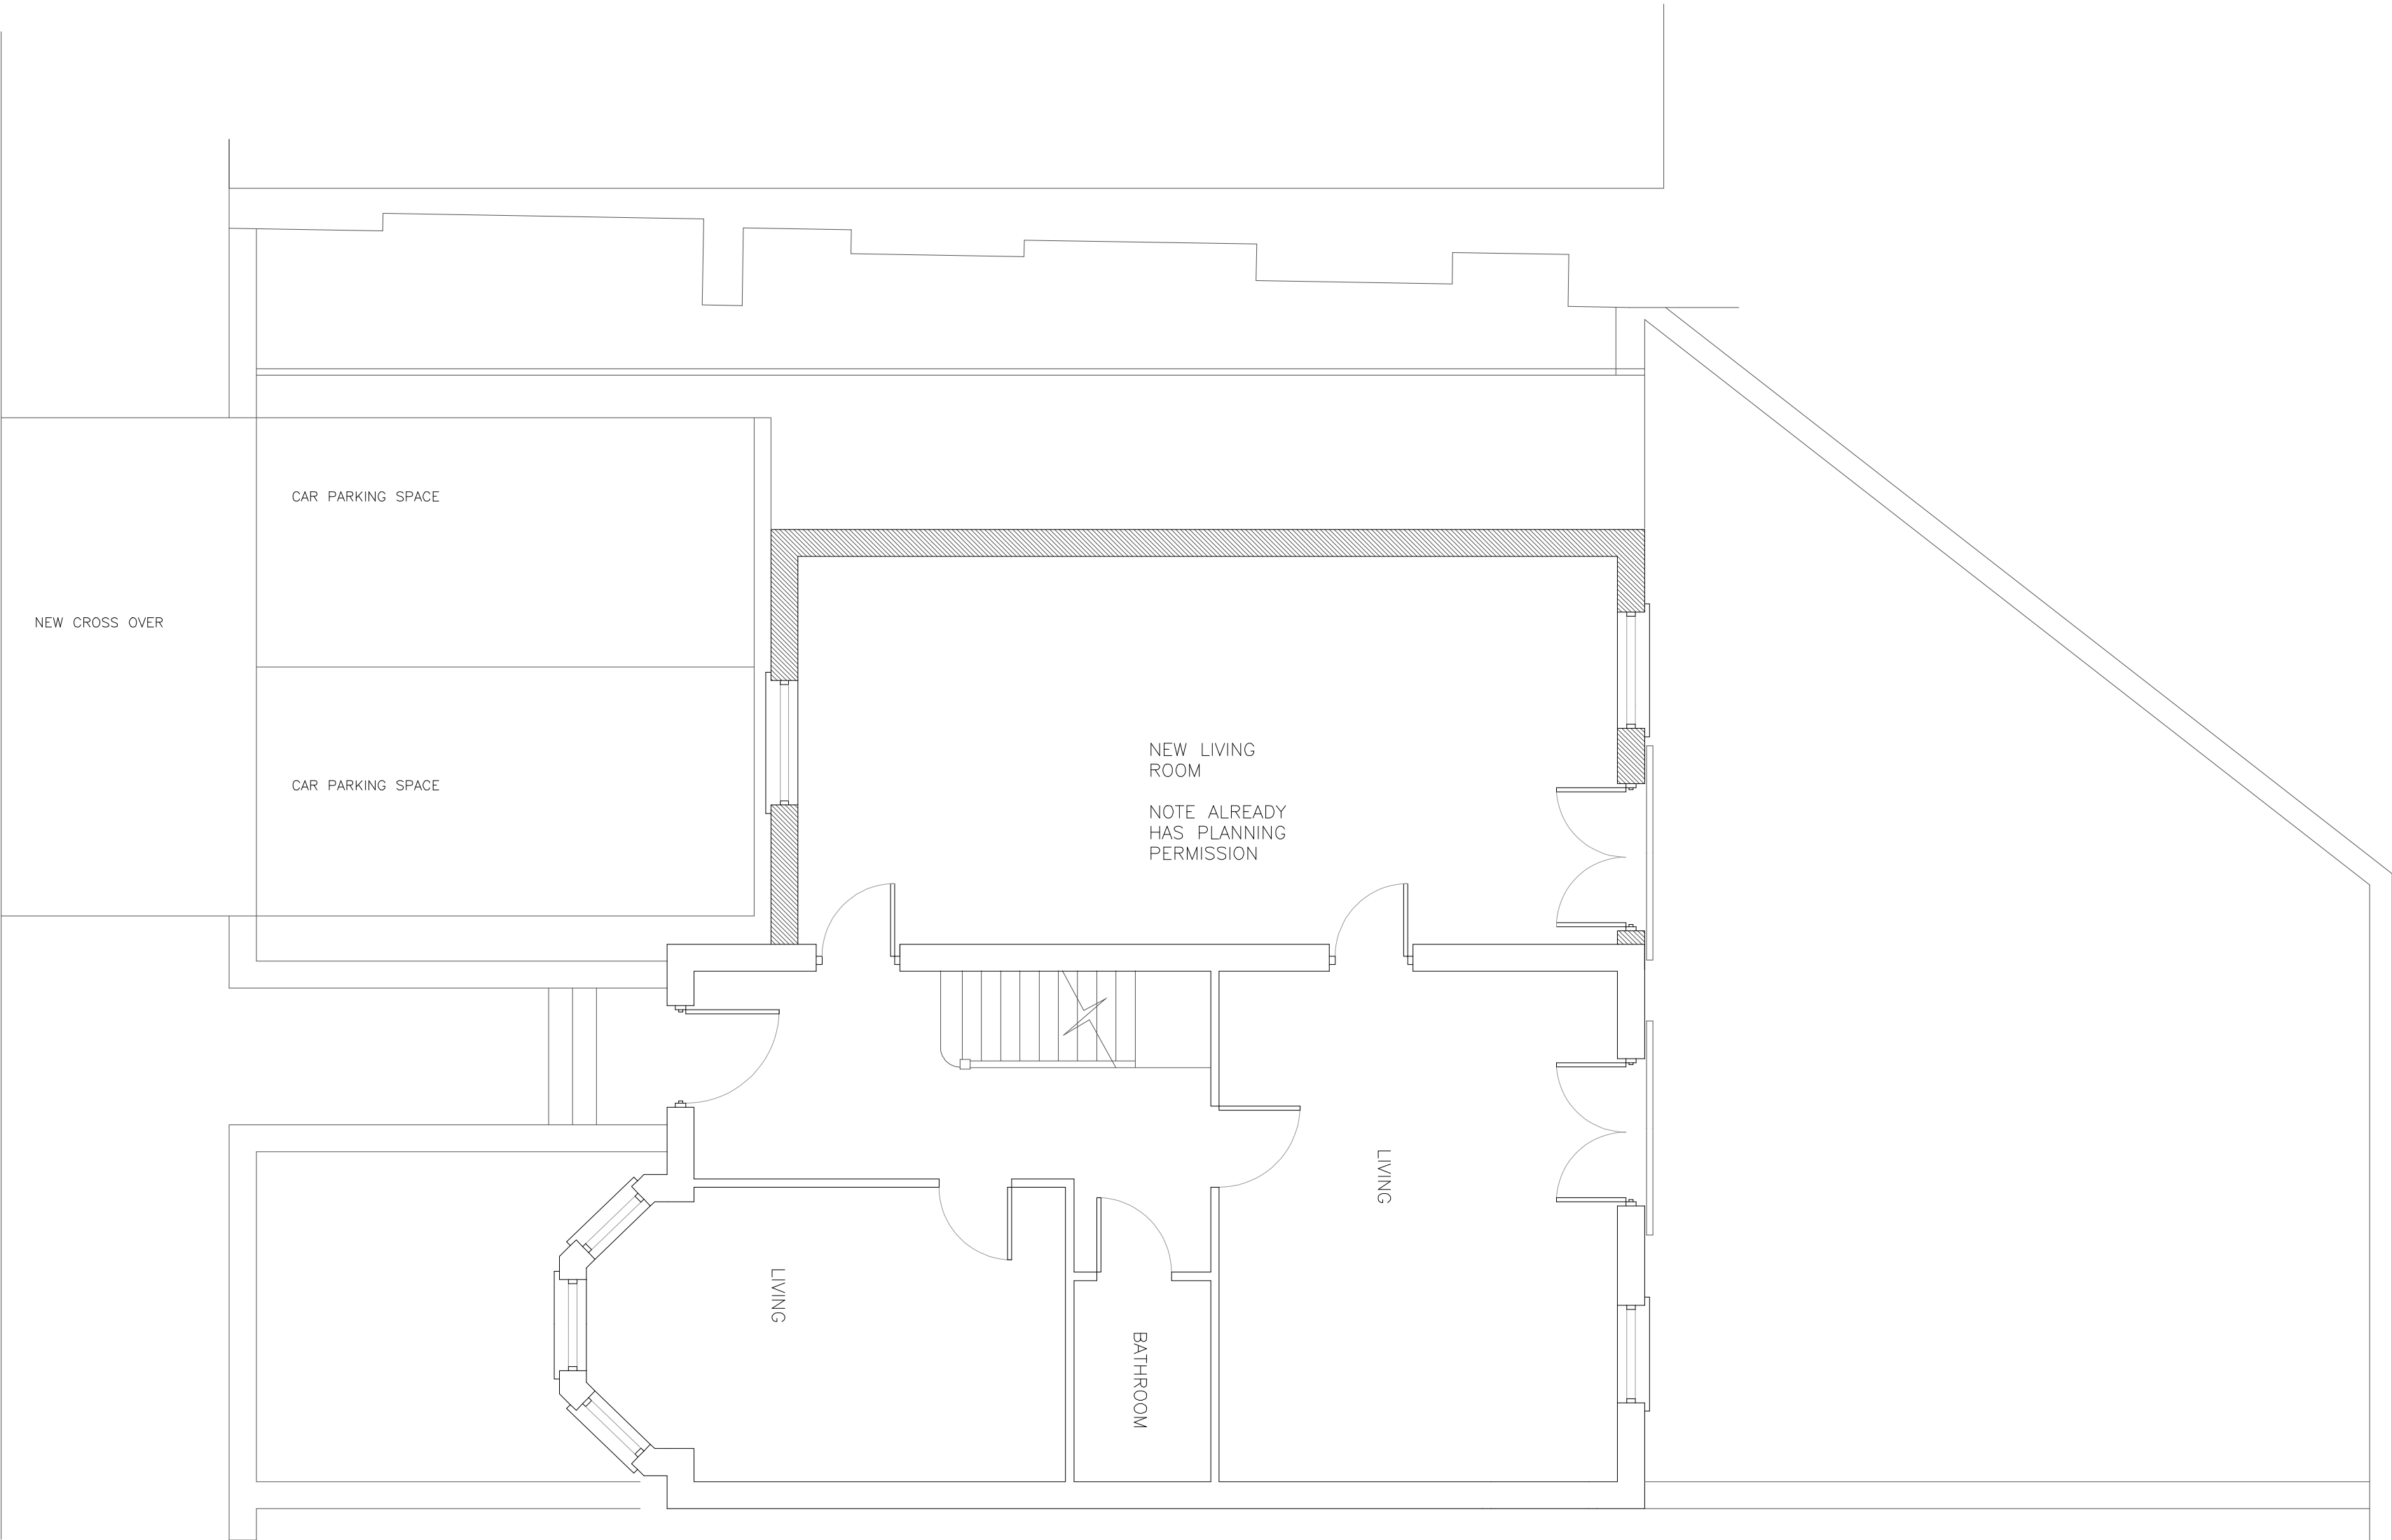 CAR PARKING SPACE
NEW CROSS OVER
CAR PARKING SPACE
NEW LIVING
ROOM
NOTE ALREADY
HAS PLANNING
PERMISSION
LIVING
BATHROOM
LIVING